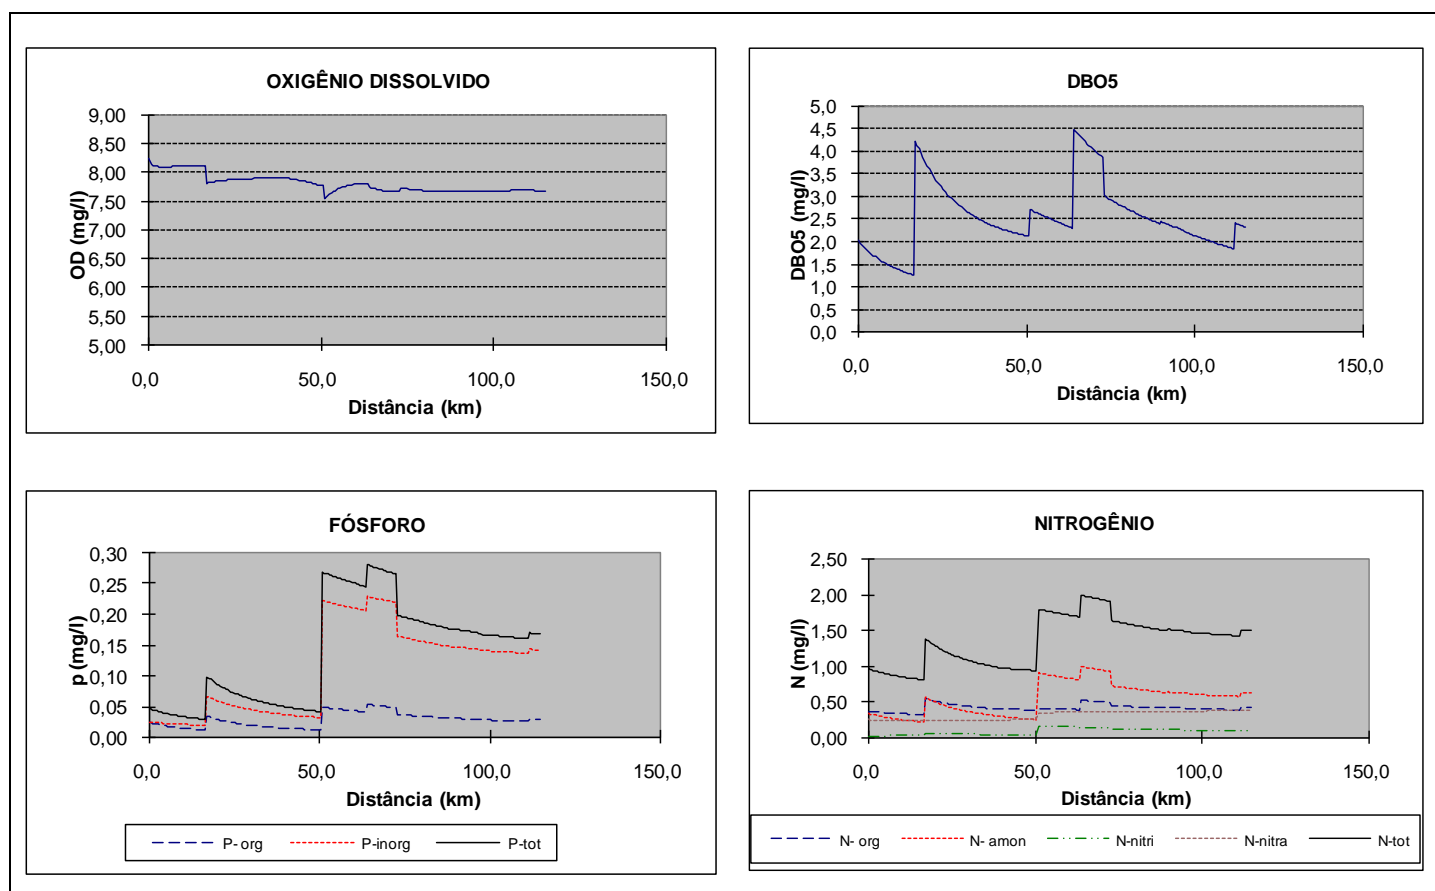 OXIGÊNIO DISSOLVIDO
9,00
8,50
8,00
7,50
7,00
6,50
6,00
5,50
5,00
OD (mg/l)
0,0 50,0 100,0 150,0
Distância (km)
DBO5
5,0
4,5
4,0
3,5
3,0
2,5
2,0
1,5
1,0
0,5
0,0
DBO5 (mg/l)
0,0 50,0 100,0 150,0
Distância (km)
FÓSFORO
0,30
0,25
0,20
0,15
0,10
0,05
0,00
p (mg/l)
0,0 50,0 100,0 150,0
Distância (km)
P- org P-inorg P-tot
NITROGÊNIO
2,50
2,00
1,50
1,00
0,50
0,00
N (mg/l)
0,0 50,0 100,0 150,0
Distância (km)
N- org N- amon N-nitri N-nitra N-tot